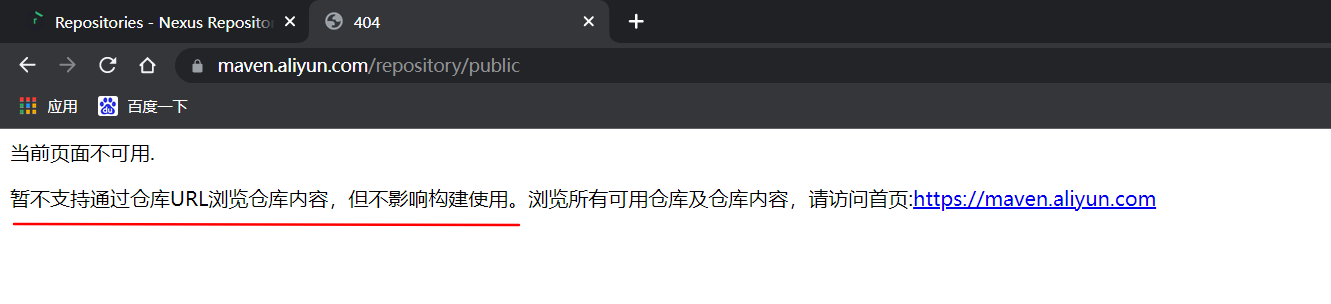 Repositories - Nexus Reposito
404
maven.aliyun.com/repository/public
应用
百度一下
当前页面不可用.
暂不支持通过仓库URL浏览仓库内容，但不影响构建使用。浏览所有可用仓库及仓库内容，请访问首页:https://maven.aliyun.com